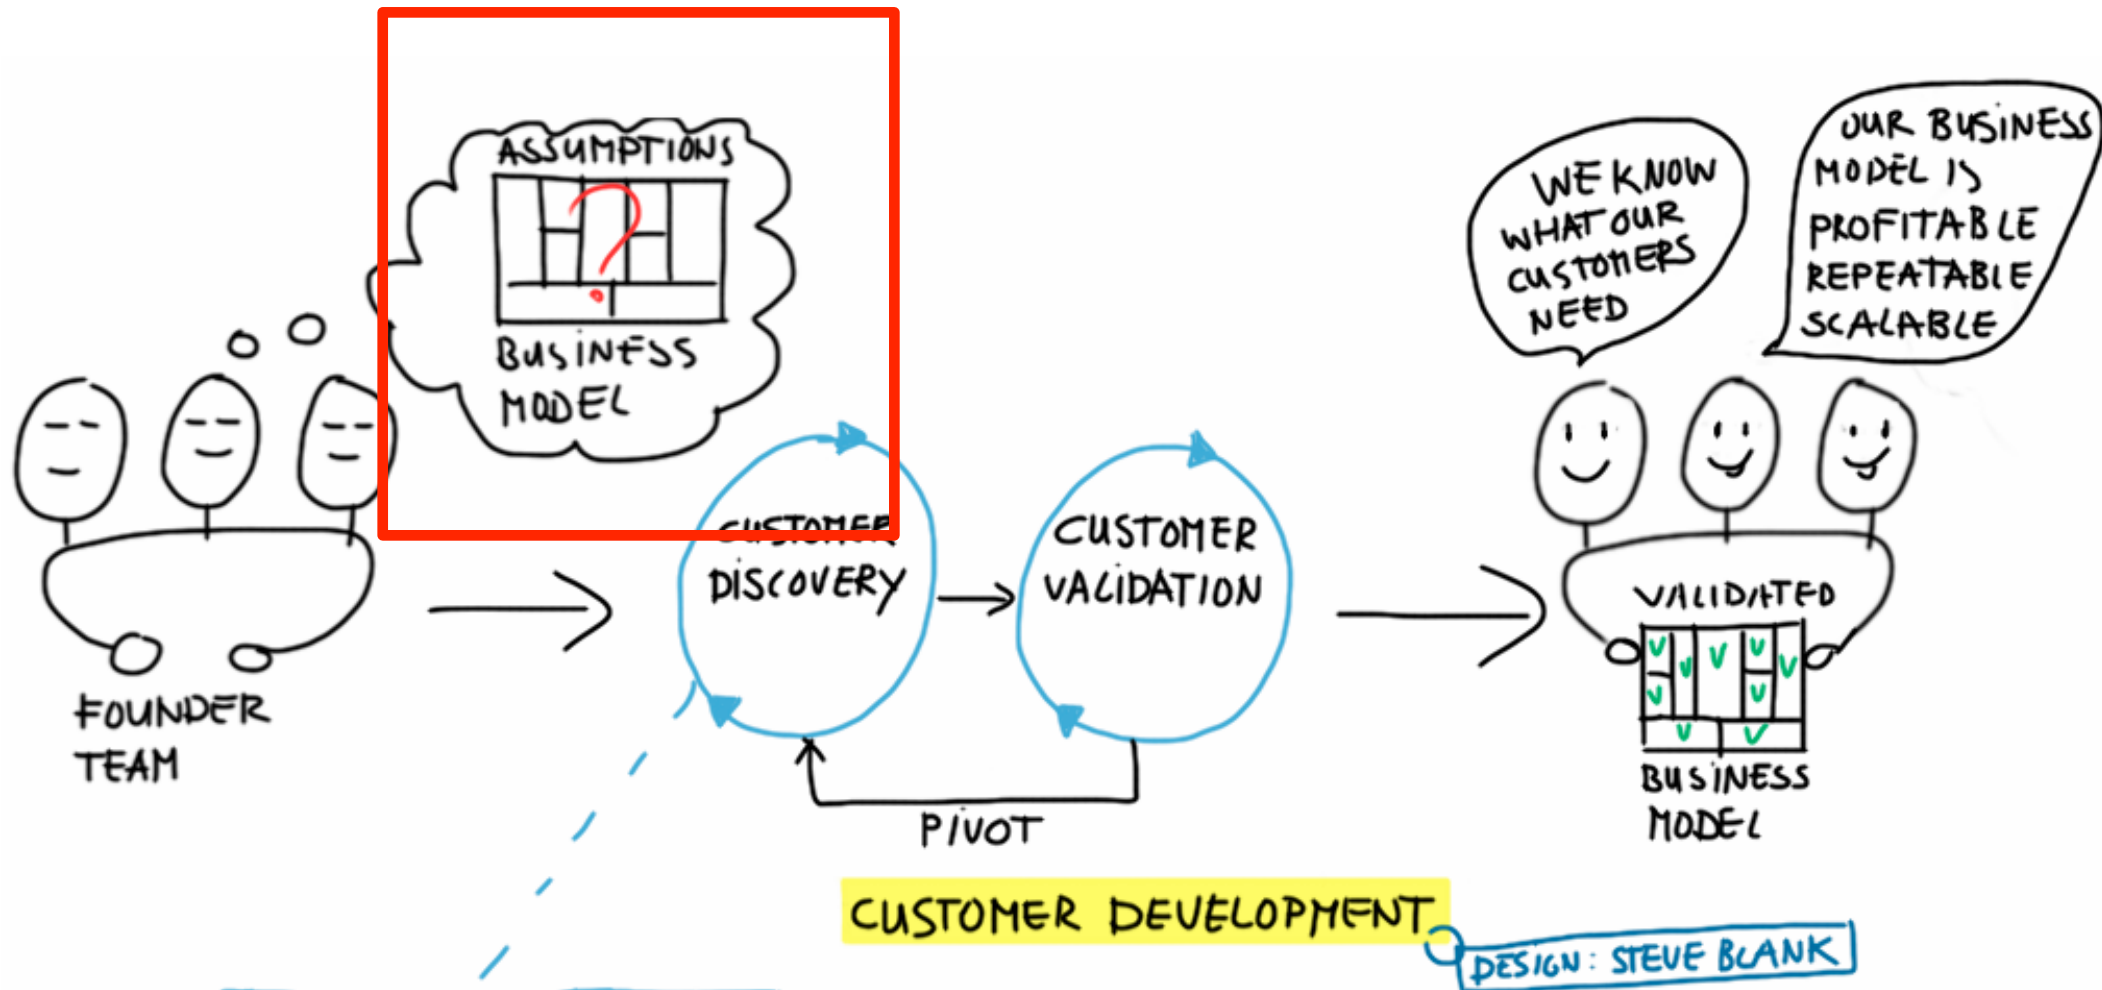 ASSUMPTIONS
?
BUSINESS
MODEL
FOUNDER
TEAM
CUSTOMER
DISCOVERY
CUSTOMER
VALIDATION
PIVOT
WE KNOW
WHAT OUR
CUSTOMERS
NEED
OUR BUSINESS
MODEL IS
PROFITABLE
REPEATABLE
SCALABLE
VALIDATED
BUSINESS
MODEL
CUSTOMER DEVELOPMENT
DESIGN: STEVE BLANK